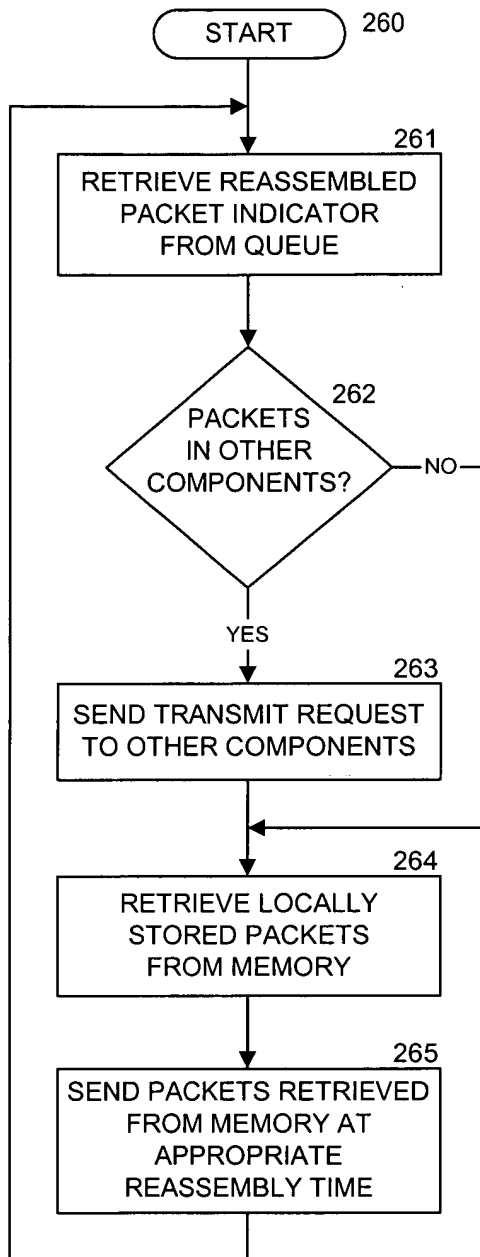 START
260
261
RETRIEVE REASSEMBLED
PACKET INDICATOR
FROM QUEUE
262
PACKETS
IN OTHER
COMPONENTS?
NO
YES
263
SEND TRANSMIT REQUEST
TO OTHER COMPONENTS
264
RETRIEVE LOCALLY
STORED PACKETS
FROM MEMORY
265
SEND PACKETS RETRIEVED
FROM MEMORY AT
APPROPRIATE
REASSEMBLY TIME